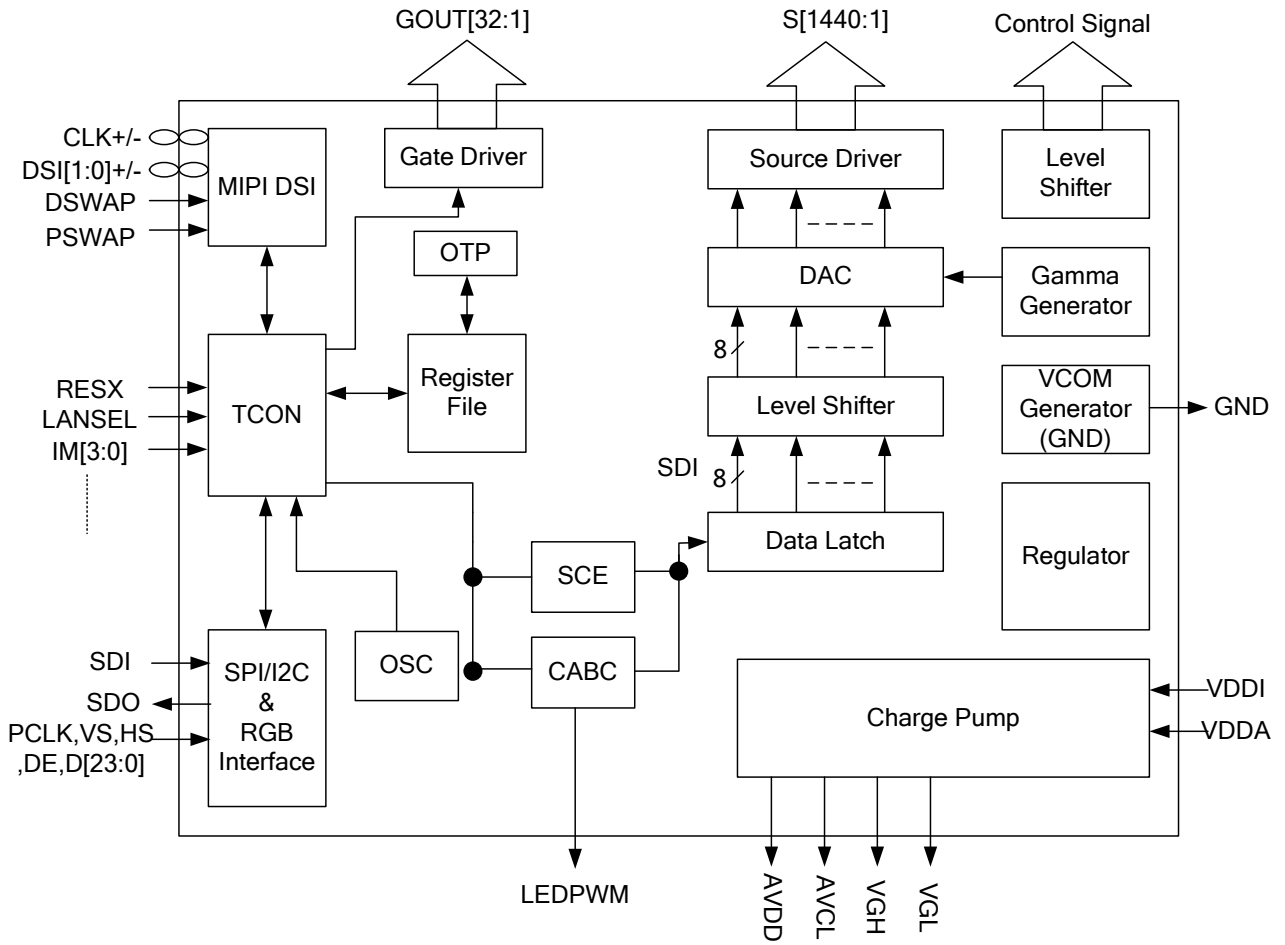 GOUT[32:1]
S[1440:1]
Control Signal
CLK+/-
DSI[1:0]+/-
DSWAP
PSWAP
MIPI DSI
Gate Driver
OTP
Source Driver
Level
Shifter
DAC
Gamma
Generator
8
RESX
LANSEL
IM[3:0]
TCON
Register
File
Level Shifter
VCOM
Generator
(GND)
GND
SDI
8
Data Latch
Regulator
SCE
OSC
CABC
SDI
SDO
PCLK,VS,HS
,DE,D[23:0]
SPI/I2C
&
RGB
Interface
Charge Pump
VDDI
VDDA
LEDPWM
AVDD
AVCL
VGH
VGL